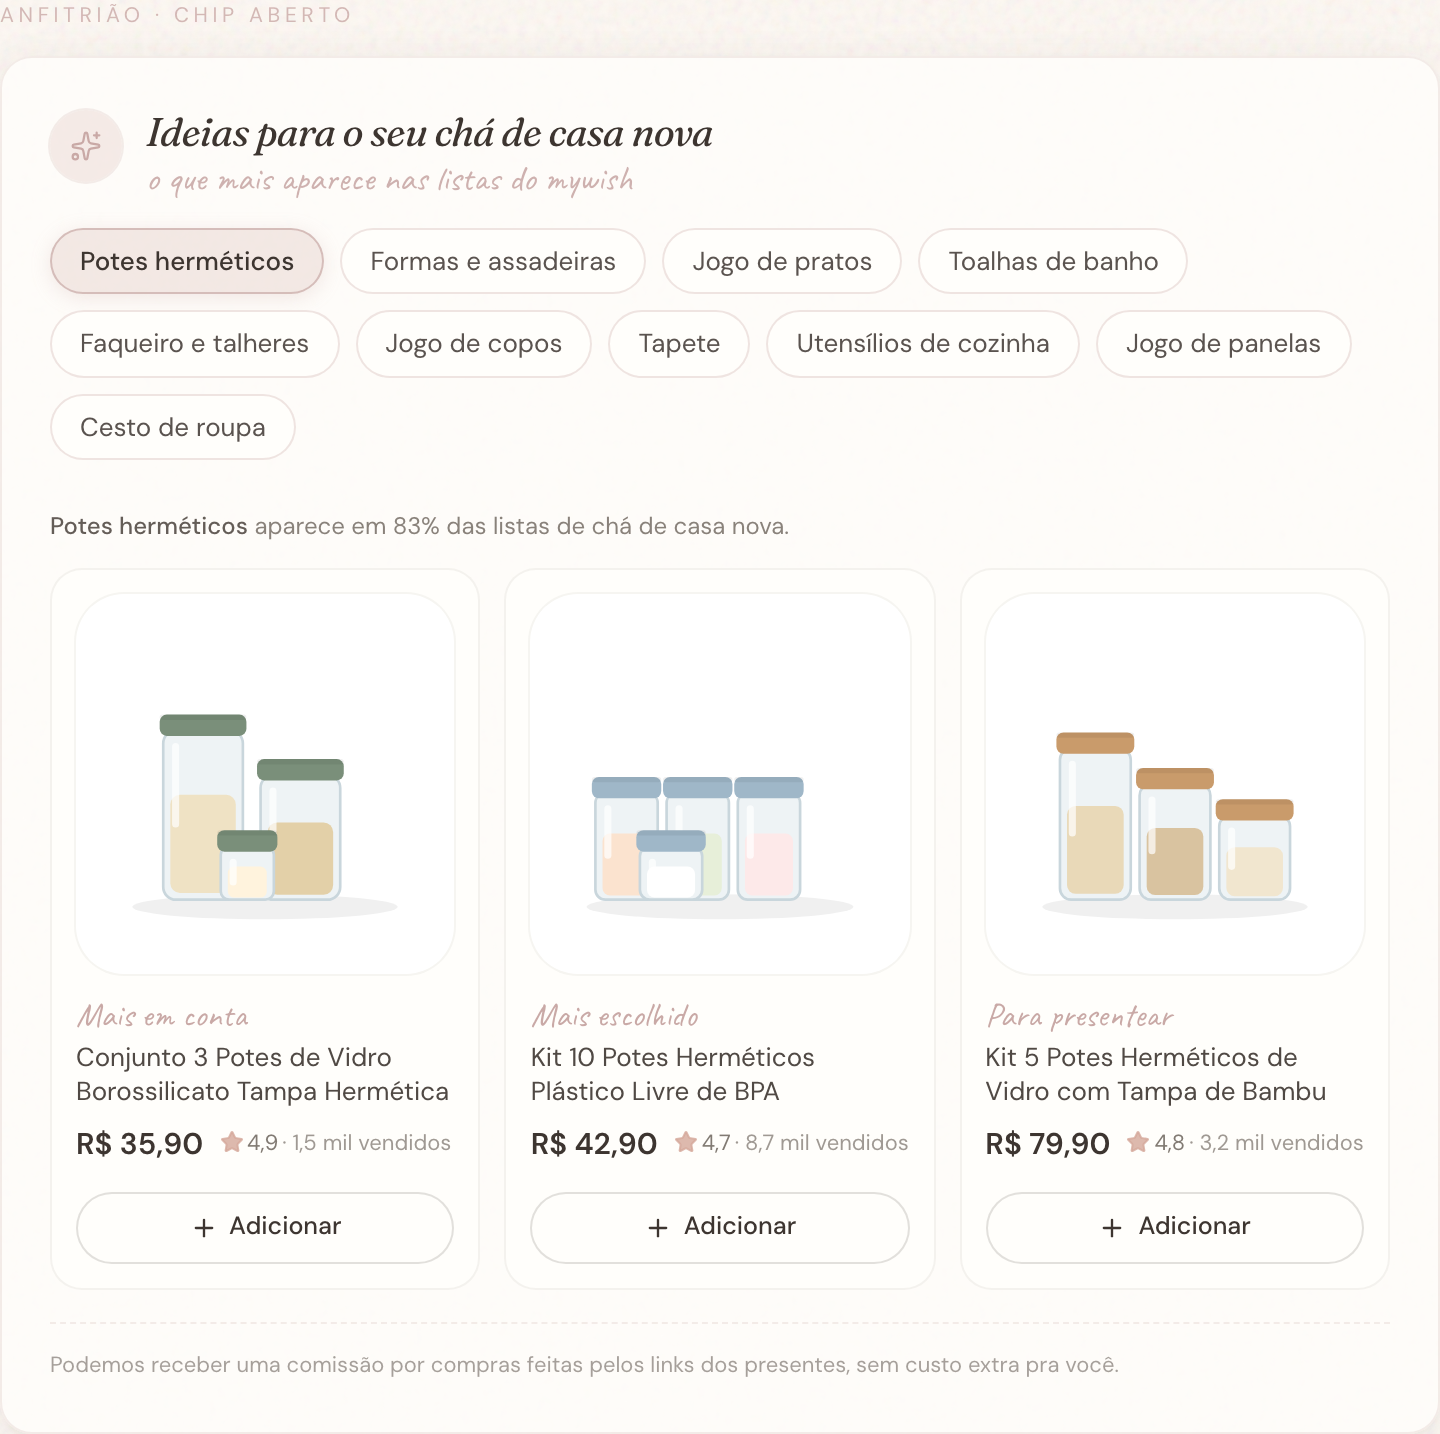 ANFITRIÃO · CHIP ABERTO
Ideias para o seu chá de casa nova
o que mais aparece nas listas do mywish
Potes herméticos
Formas e assadeiras
Jogo de pratos
Toalhas de banho
Faqueiro e talheres
Jogo de copos
Tapete
Utensílios de cozinha
Jogo de panelas
Cesto de roupa
Potes herméticos aparece em 83% das listas de chá de casa nova.
Mais em conta
Conjunto 3 Potes de Vidro
Borossilicato Tampa Hermética
R$ 35,90 4,9 · 1,5 mil vendidos
+ Adicionar
Mais escolhido
Kit 10 Potes Herméticos
Plástico Livre de BPA
R$ 42,90 4,7 · 8,7 mil vendidos
+ Adicionar
Para presentear
Kit 5 Potes Herméticos de
Vidro com Tampa de Bambu
R$ 79,90 4,8 · 3,2 mil vendidos
+ Adicionar
Podemos receber uma comissão por compras feitas pelos links dos presentes, sem custo extra pra você.